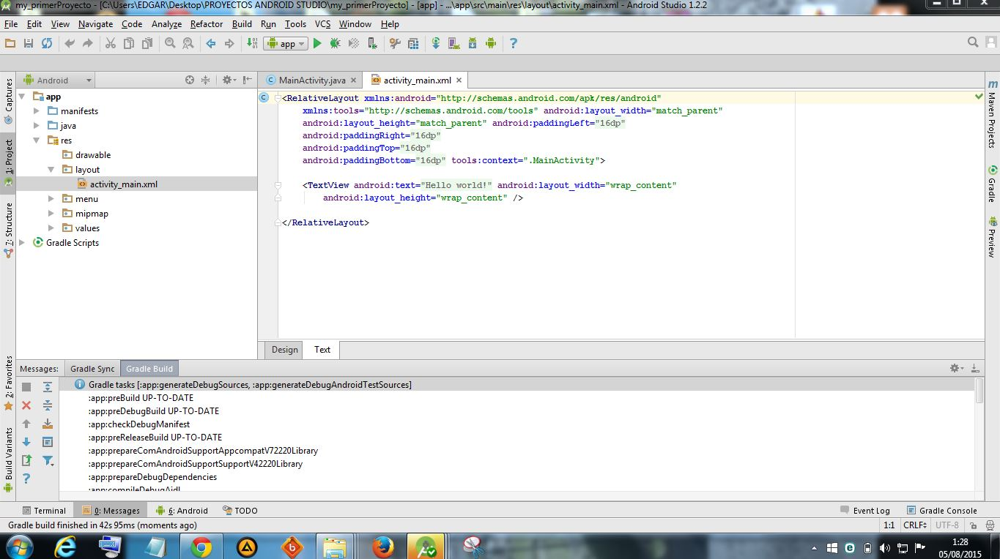 my_primerProyecto - [C:\Users\EDGAR\Desktop\PROYECTOS ANDROID STUDIO\my_primerProyecto] - [app] - ...\app\src\main\res\layout\activity_main.xml - Android Studio 1.2.2
File Edit View Navigate Code Analyze Refactor Build Run Tools VCS Window Help
app
Android
MainActivity.java
activity_main.xml
Captures
1: Project
7: Structure
2: Favorites
Build Variants
app
manifests
java
res
drawable
layout
activity_main.xml
menu
mipmap
values
Gradle Scripts
<RelativeLayout xmlns:android="http://schemas.android.com/apk/res/android"
xmlns:tools="http://schemas.android.com/tools" android:layout_width="match_parent"
android:layout_height="match_parent" android:paddingLeft="16dp"
android:paddingRight="16dp"
android:paddingTop="16dp"
android:paddingBottom="16dp" tools:context=".MainActivity">
<TextView android:text="Hello world!" android:layout_width="wrap_content"
android:layout_height="wrap_content" />
</RelativeLayout>
Maven Projects
Gradle
Preview
Design Text
Messages: Gradle Sync Gradle Build
Gradle tasks [:app:generateDebugSources, :app:generateDebugAndroidTestSources]
:app:preBuild UP-TO-DATE
:app:preDebugBuild UP-TO-DATE
:app:checkDebugManifest
:app:preReleaseBuild UP-TO-DATE
:app:prepareComAndroidSupportAppcompatV72220Library
:app:prepareComAndroidSupportSupportV42220Library
:app:prepareDebugDependencies
:app:compileDebugAidl
Terminal 0: Messages 6: Android TODO Event Log Gradle Console
Gradle build finished in 42s 95ms (moments ago) 1:1 CRLF UTF-8
1:28
05/08/2015